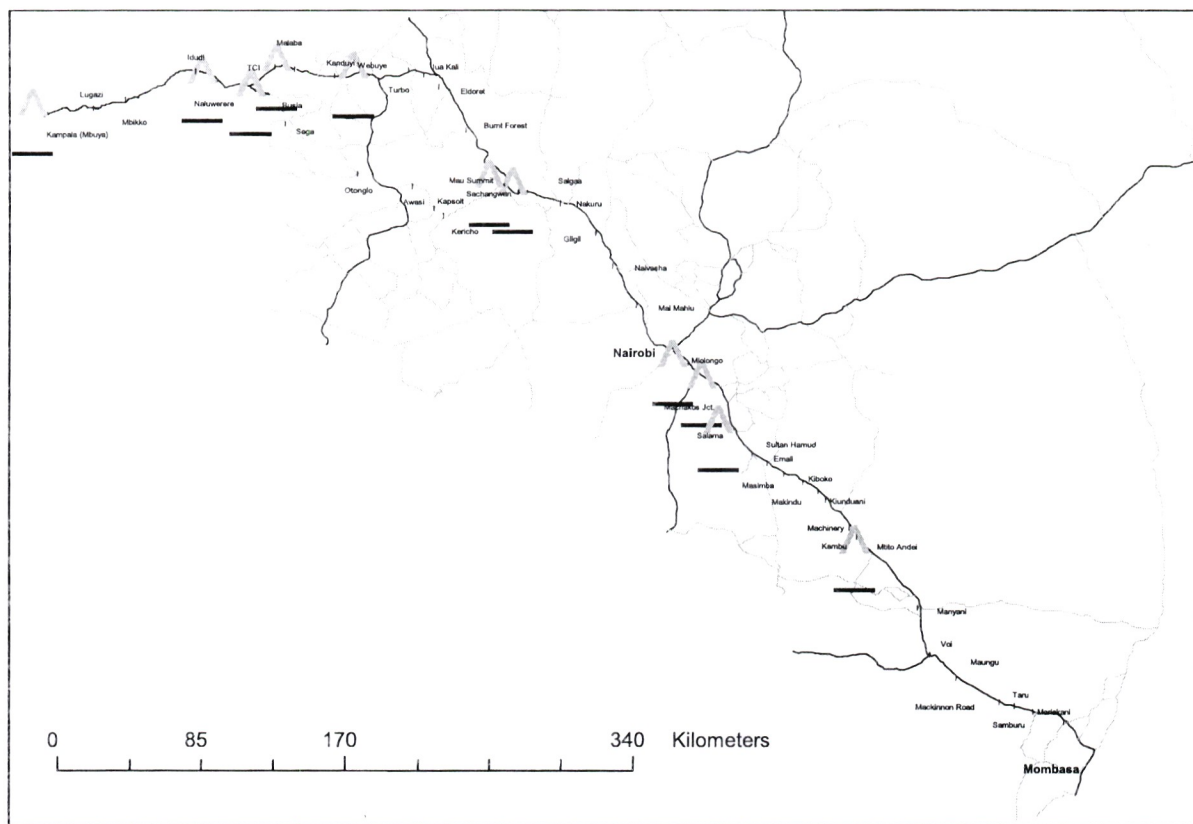 Malaba
Idudi
TCI
Kanduyi
Webuye
Jua Kali
Lugazi
Turbo
Eldoret
Naluwerere
Busia
Mbikko
Kampala (Mbuya)
Saga
Burnt Forest
Mau Summit
Salgaa
Otonglo
Sachangwan
Awasi
Kapsoit
Nakuru
Kericho
Gilgil
Naivasha
Mai Mahiu
Nairobi
Mlolongo
Machakos Jct.
Salama
Sultan Hamud
Emali
Kiboko
Masimba
Makindu
Kiunduani
Machinery
Kambu
Mtito Andei
Manyani
Voi
Maungu
Taru
Mackinnon Road
Mariakani
Samburu
0 85 170 340 Kilometers
Mombasa